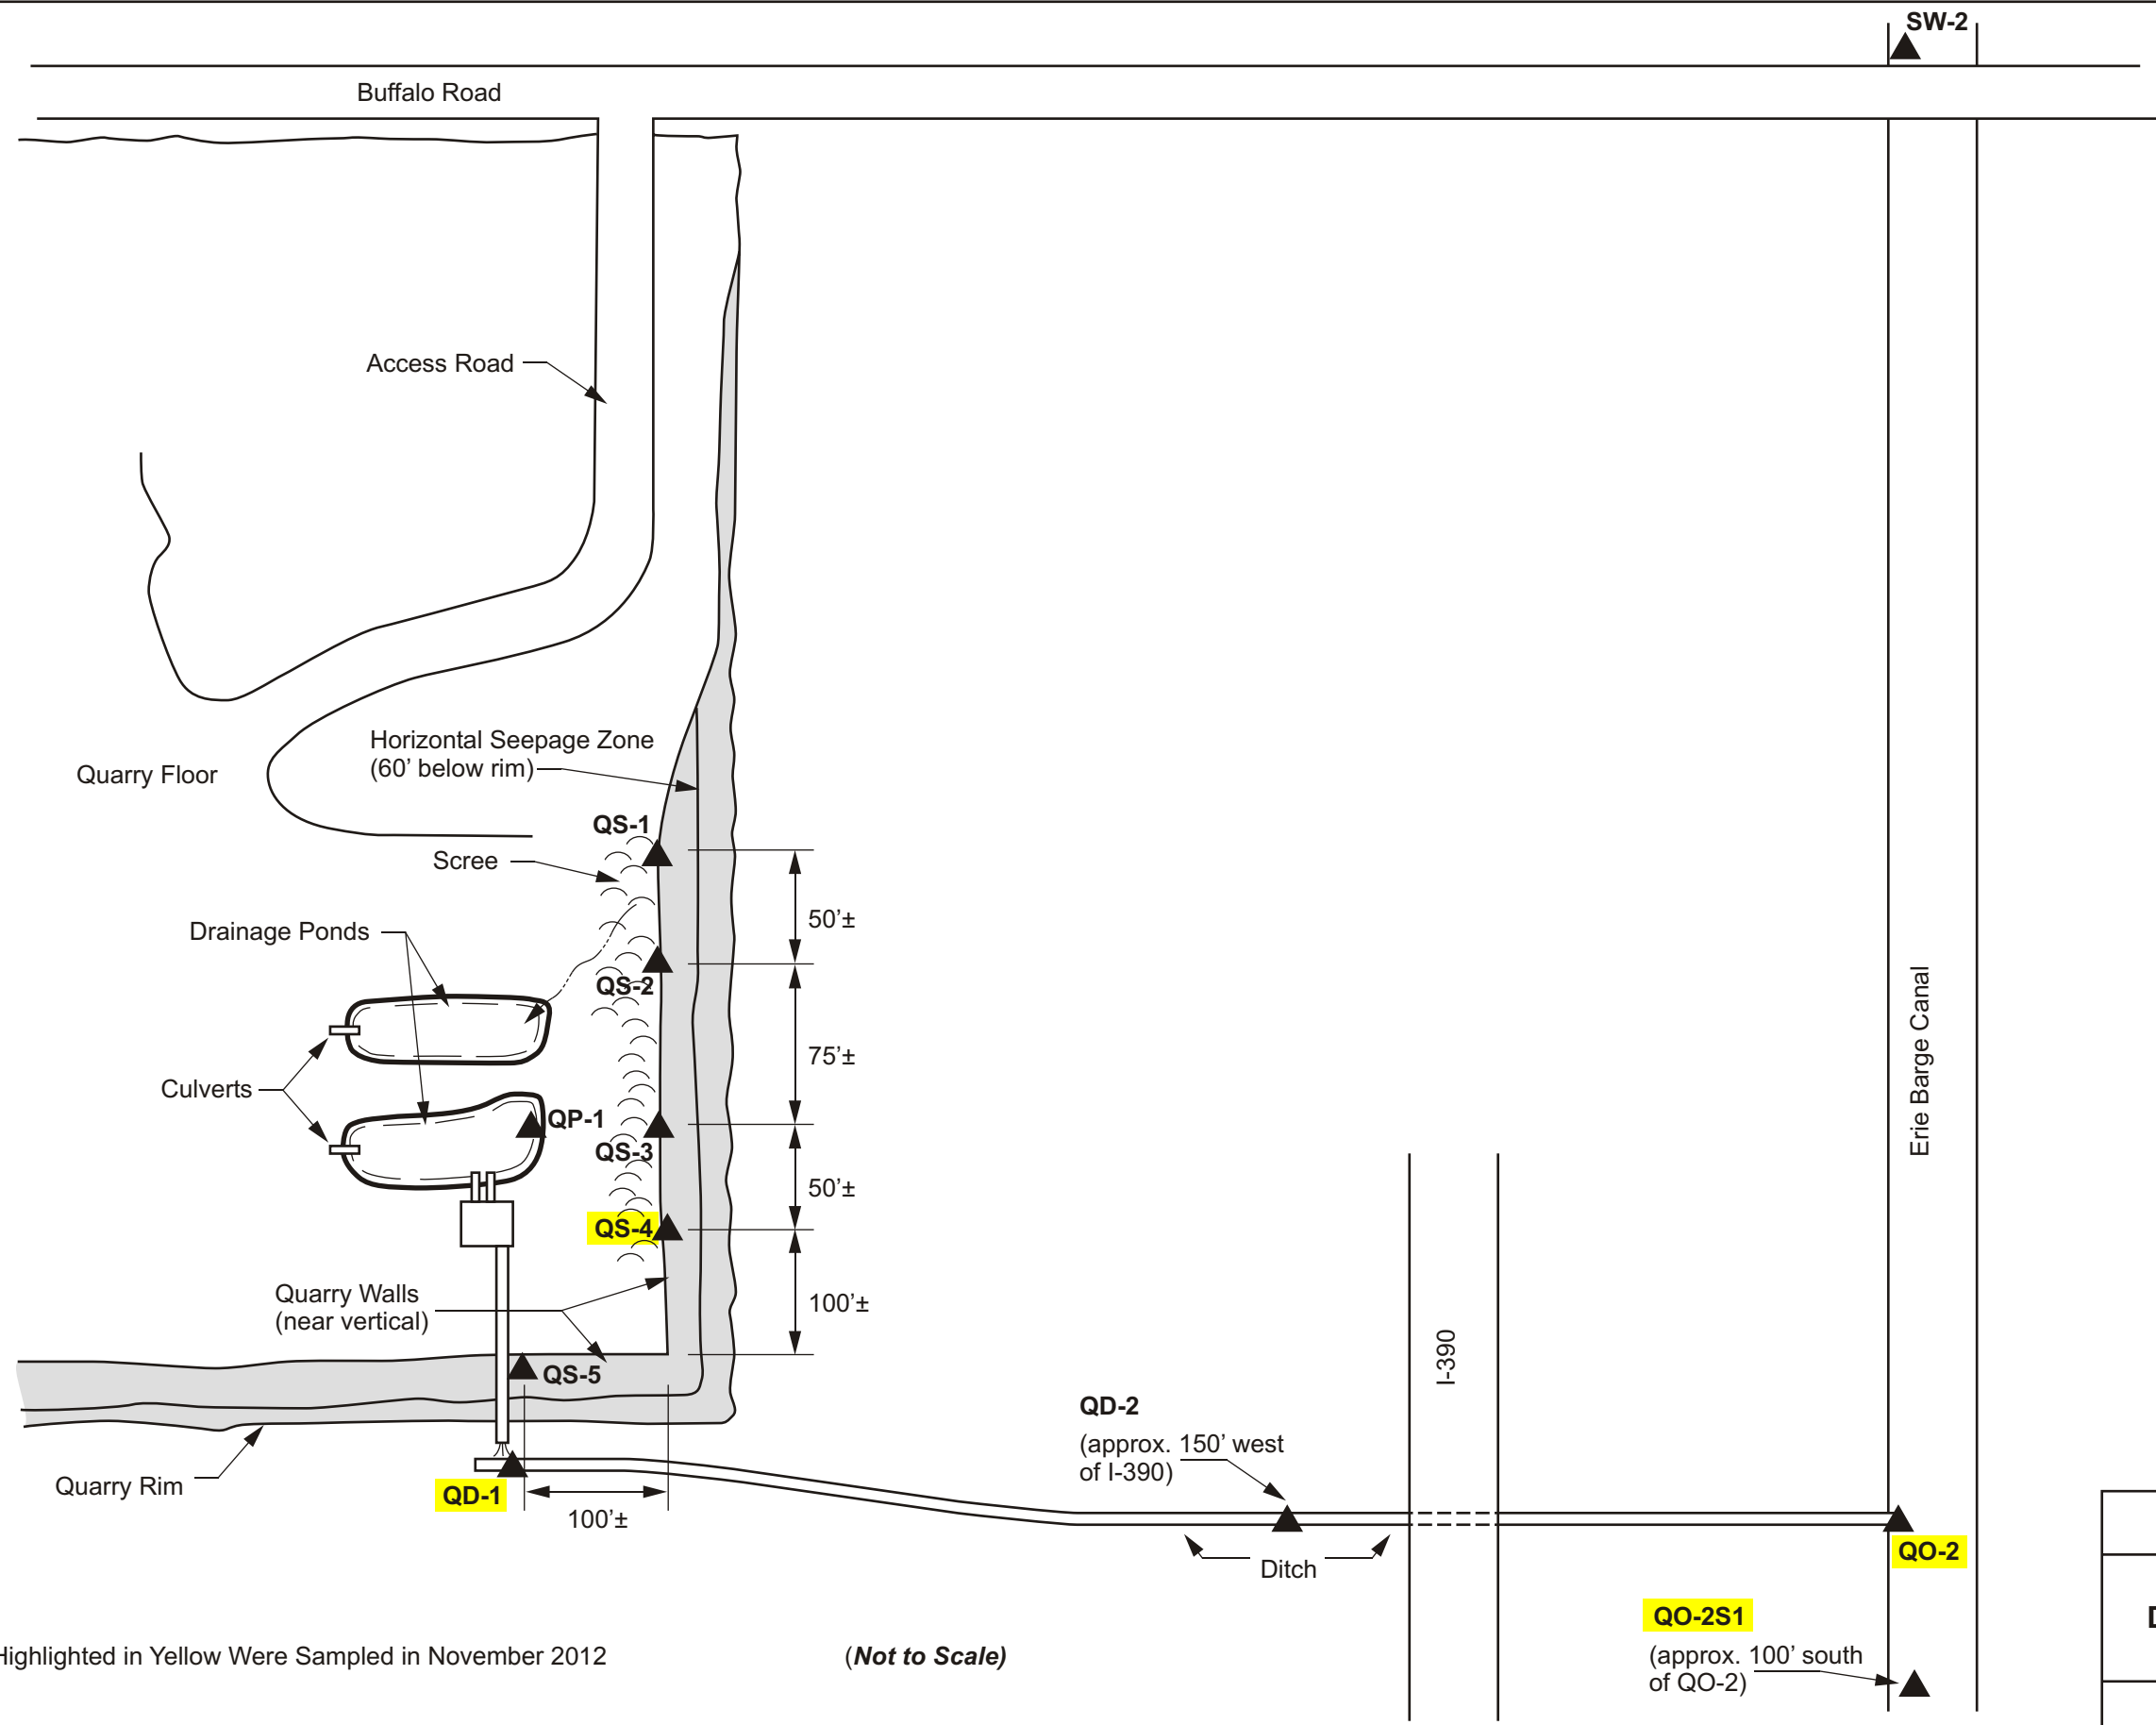 SW-2
Buffalo Road
Access Road
Horizontal Seepage Zone
(60’ below rim)
Quarry Floor
QS-1
Scree
50’±
Drainage Ponds
QS-2
75’±
Erie Barge Canal
Culverts
QP-1
QS-3
50’±
QS-4
Quarry Walls
(near vertical)
100’±
I-390
QS-5
QD-2
(approx. 150’ west
of I-390)
Quarry Rim
QD-1
100’±
Ditch
QO-2
QO-2S1
(approx. 100’ south
of QO-2)
Highlighted in Yellow Were Sampled in November 2012
(Not to Scale)